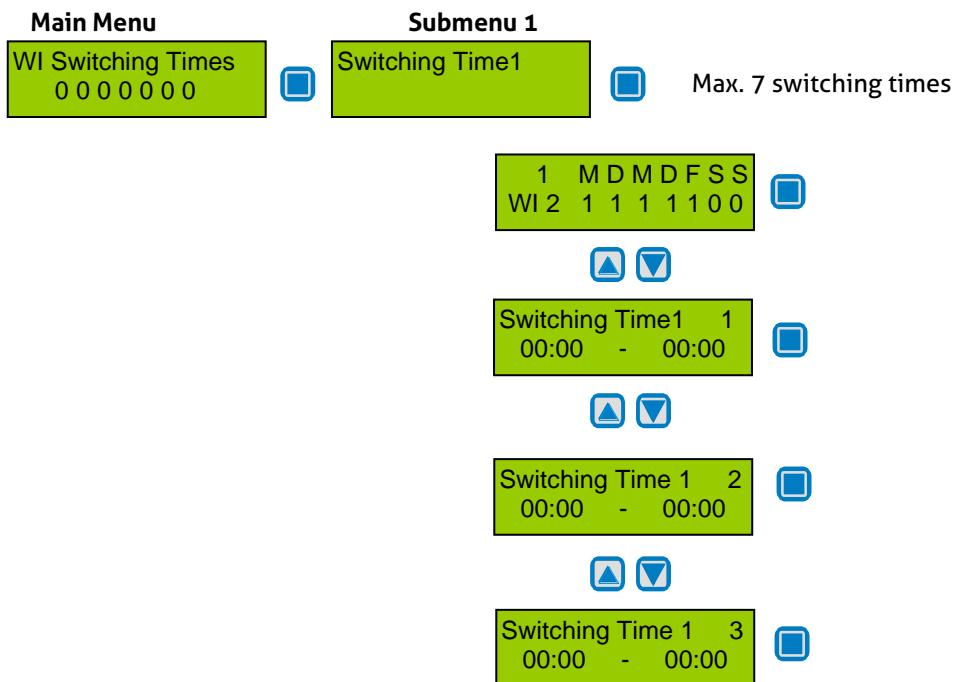 Main Menu
Submenu 1
WI Switching Times
0 0 0 0 0 0 0
Switching Time1
Max. 7 switching times
1 M D M D F S S
WI 2 1 1 1 1 1 0 0
Switching Time1 1
00:00 - 00:00
Switching Time 1 2
00:00 - 00:00
Switching Time 1 3
00:00 - 00:00